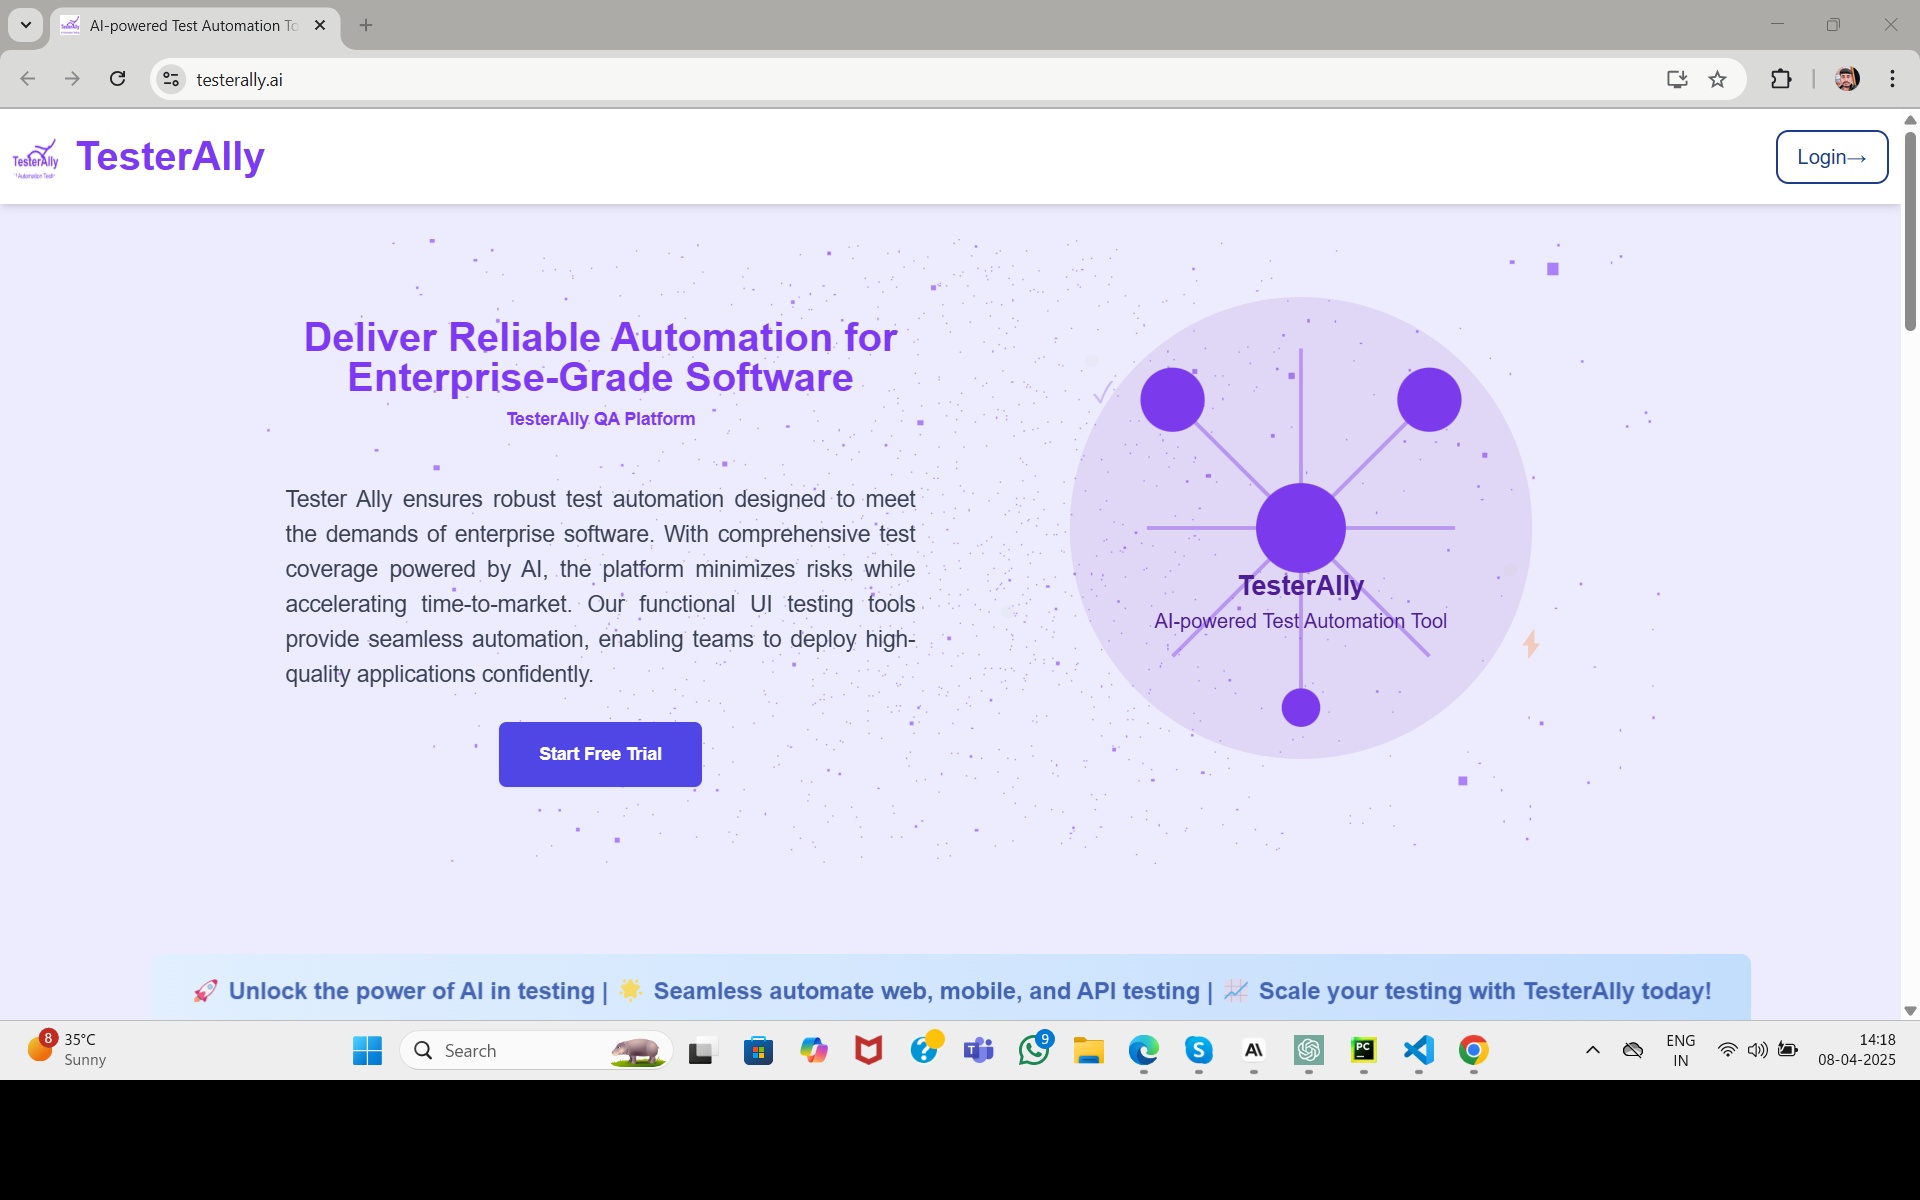 AI-powered Test Automation To
testerally.ai
TesterAlly
TesterAlly
Login→
Deliver Reliable Automation for
Enterprise-Grade Software
TesterAlly QA Platform
Tester Ally ensures robust test automation designed to meet
the demands of enterprise software. With comprehensive test
coverage powered by AI, the platform minimizes risks while
accelerating time-to-market. Our functional UI testing tools
provide seamless automation, enabling teams to deploy high-
quality applications confidently.
Start Free Trial
TesterAlly
AI-powered Test Automation Tool
🚀 Unlock the power of AI in testing | 🌟 Seamless automate web, mobile, and API testing | 📈 Scale your testing with TesterAlly today!
8
35°C
Sunny
Search
9
PC
ENG
IN
14:18
08-04-2025